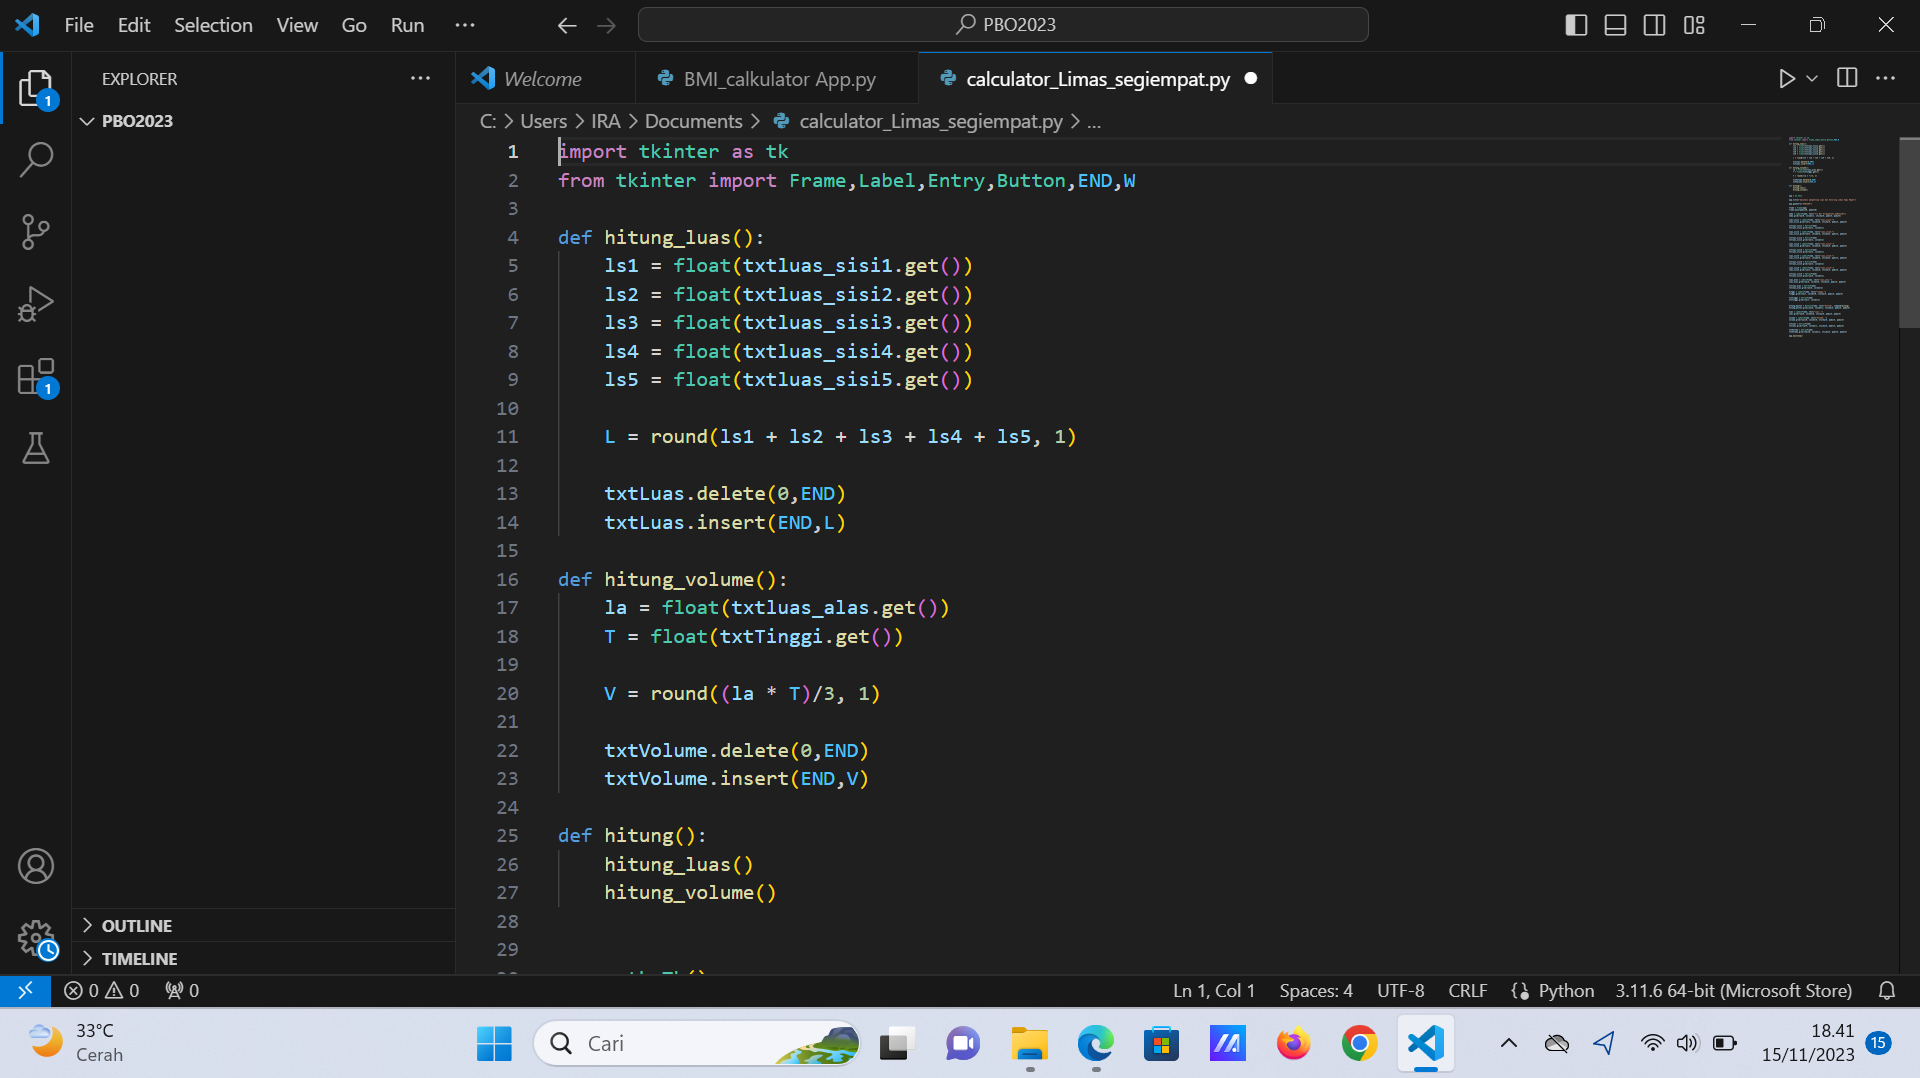 File Edit Selection View Go Run ···
PBO2023
EXPLORER
PBO2023
OUTLINE
TIMELINE
Welcome
BMI_calkulator App.py
calculator_Limas_segiempat.py
C: > Users > IRA > Documents > calculator_Limas_segiempat.py > ...
1 import tkinter as tk
2 from tkinter import Frame,Label,Entry,Button,END,W
3
4 def hitung_luas():
5     ls1 = float(txtluas_sisi1.get())
6     ls2 = float(txtluas_sisi2.get())
7     ls3 = float(txtluas_sisi3.get())
8     ls4 = float(txtluas_sisi4.get())
9     ls5 = float(txtluas_sisi5.get())
10
11     L = round(ls1 + ls2 + ls3 + ls4 + ls5, 1)
12
13     txtLuas.delete(0,END)
14     txtLuas.insert(END,L)
15
16 def hitung_volume():
17     la = float(txtluas_alas.get())
18     T = float(txtTinggi.get())
19
20     V = round((la * T)/3, 1)
21
22     txtVolume.delete(0,END)
23     txtVolume.insert(END,V)
24
25 def hitung():
26     hitung_luas()
27     hitung_volume()
28
29
1
1
0 0 0
Ln 1, Col 1 Spaces: 4 UTF-8 CRLF Python 3.11.6 64-bit (Microsoft Store)
33°C
Cerah
Cari
18.41
15/11/2023
15